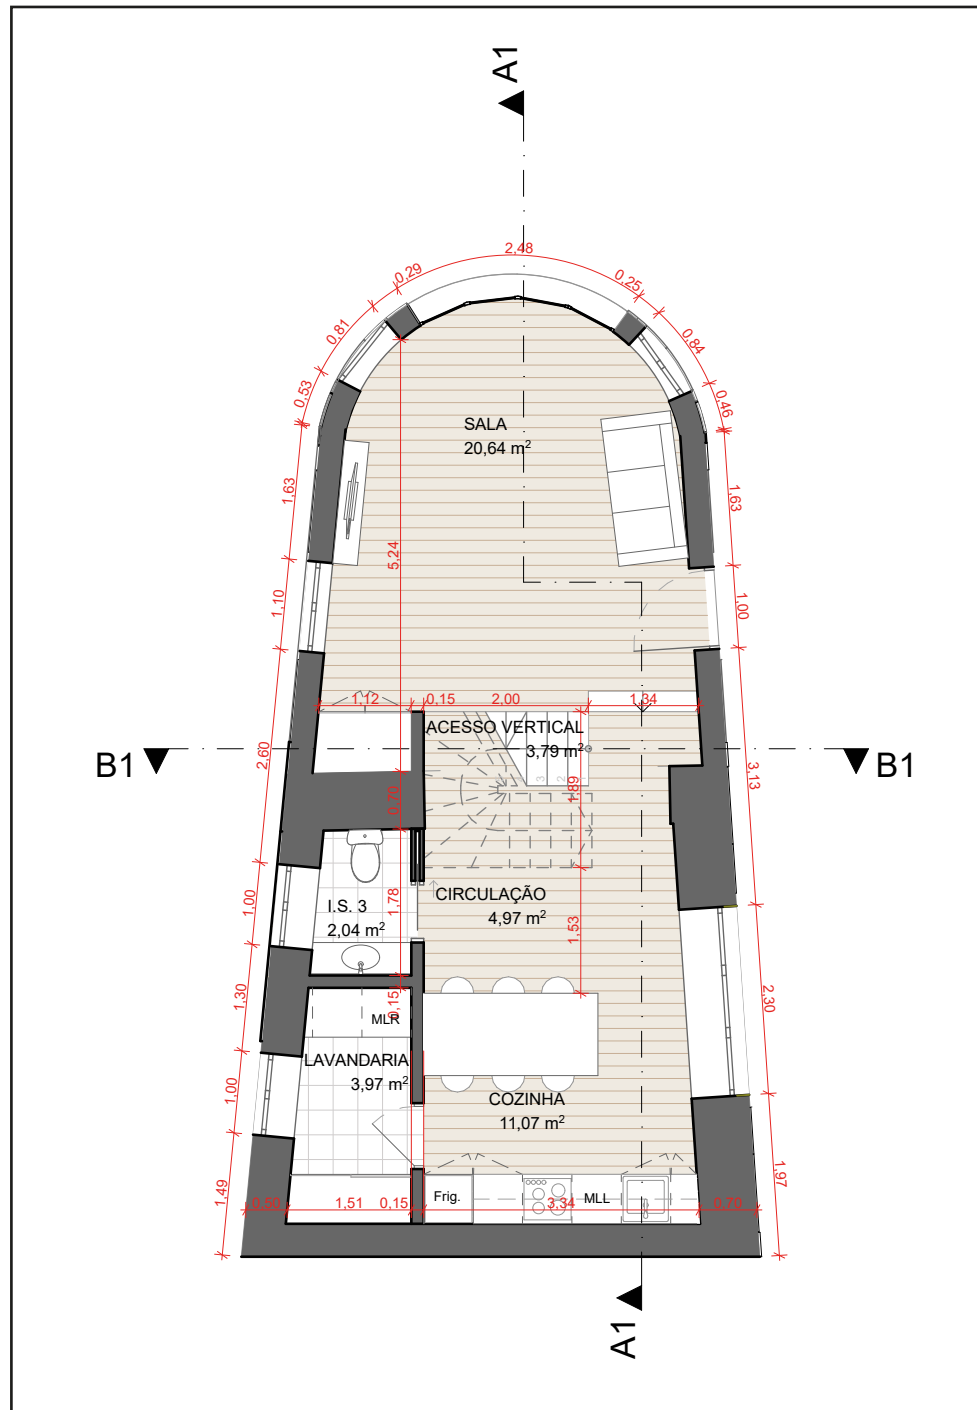 A1
2,48
0,29
0,25
0,81
0,84
0,53
0,46
SALA
20,64 m²
1,63
1,63
5,24
1,10
1,00
1,12
0,15
2,00
1,34
ACESSO VERTICAL
3,79 m²
B1
B1
2,60
3,13
3
2
1,89
0,70
CIRCULAÇÃO
4,97 m²
I.S. 3
2,04 m²
1,78
1,00
1,53
1,30
0,15
2,30
MLR
LAVANDARIA
3,97 m²
1,00
COZINHA
11,07 m²
1,97
1,49
Frig.
MLL
0,50
1,51
0,15
3,34
0,70
A1